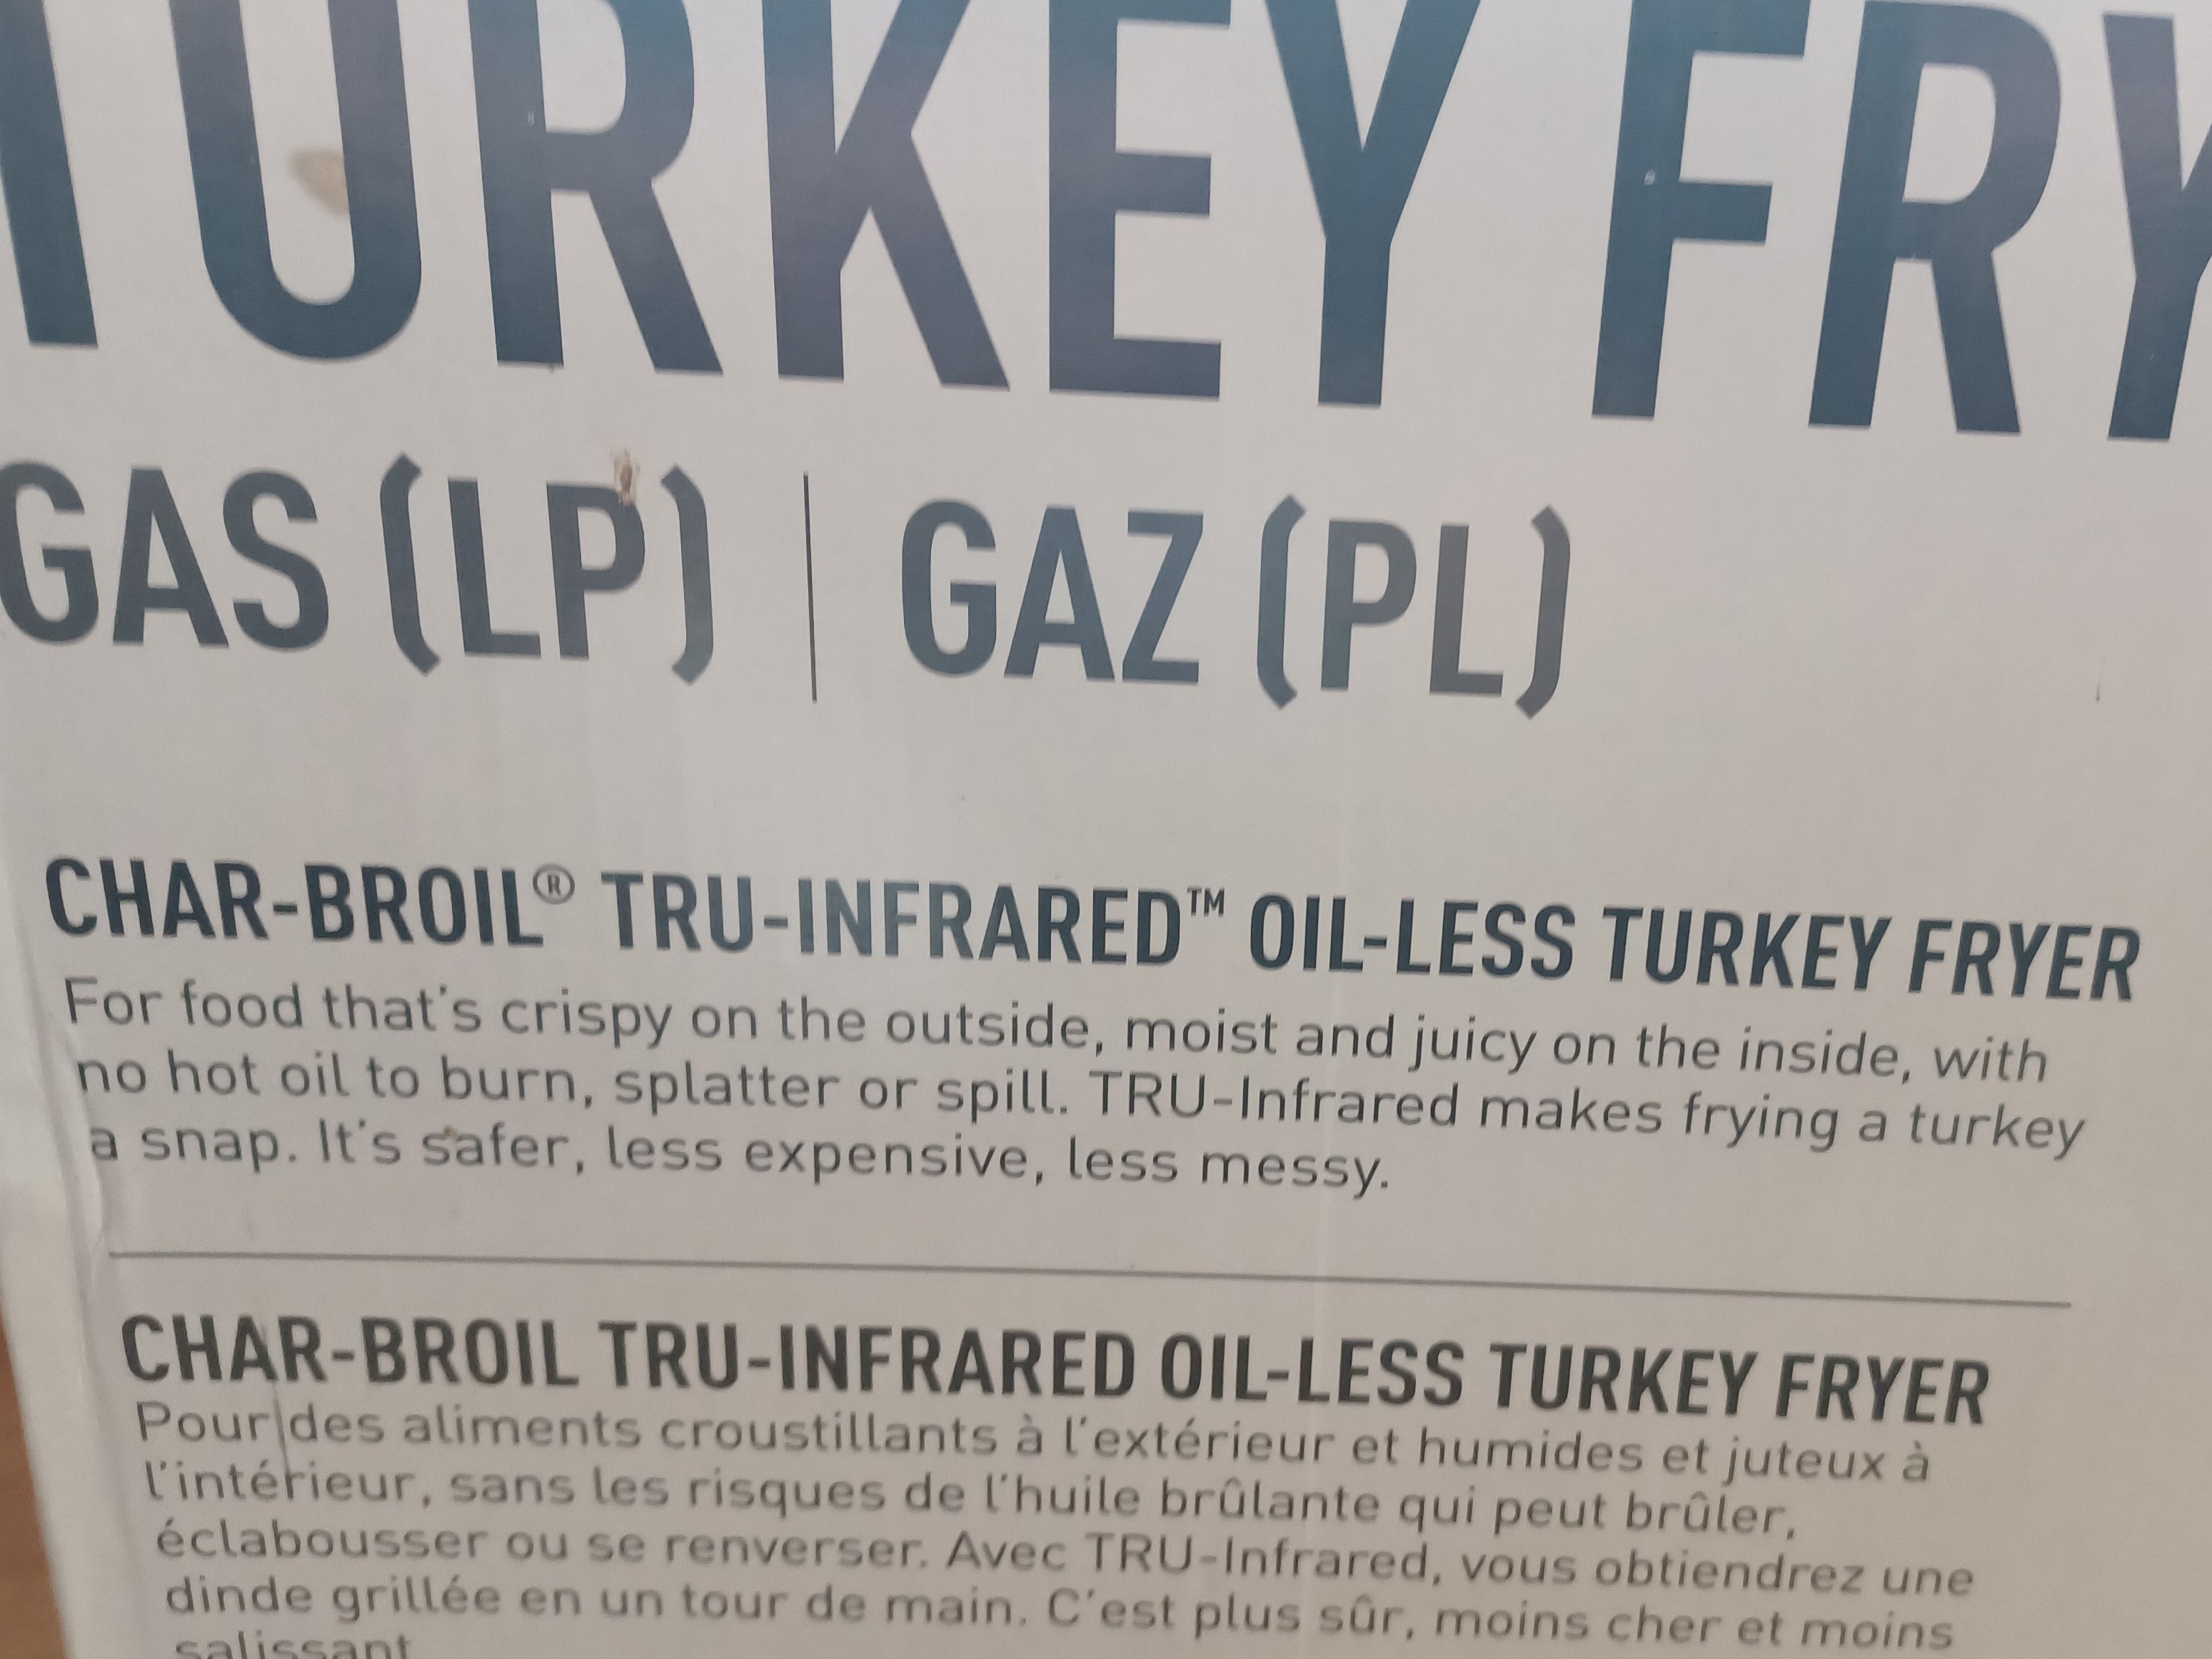 TURKEY FRY
GAS (LP) | GAZ (PL)
CHAR-BROIL® TRU-INFRARED™ OIL-LESS TURKEY FRYER
For food that's crispy on the outside, moist and juicy on the inside, with
no hot oil to burn, splatter or spill. TRU-Infrared makes frying a turkey
a snap. It's safer, less expensive, less messy.
CHAR-BROIL TRU-INFRARED OIL-LESS TURKEY FRYER
Pour des aliments croustillants à l'extérieur et humides et juteux à
l'intérieur, sans les risques de l'huile brûlante qui peut brûler,
éclabousser ou se renverser. Avec TRU-Infrared, vous obtiendrez une
dinde grillée en un tour de main. C'est plus sûr, moins cher et moins
salissant